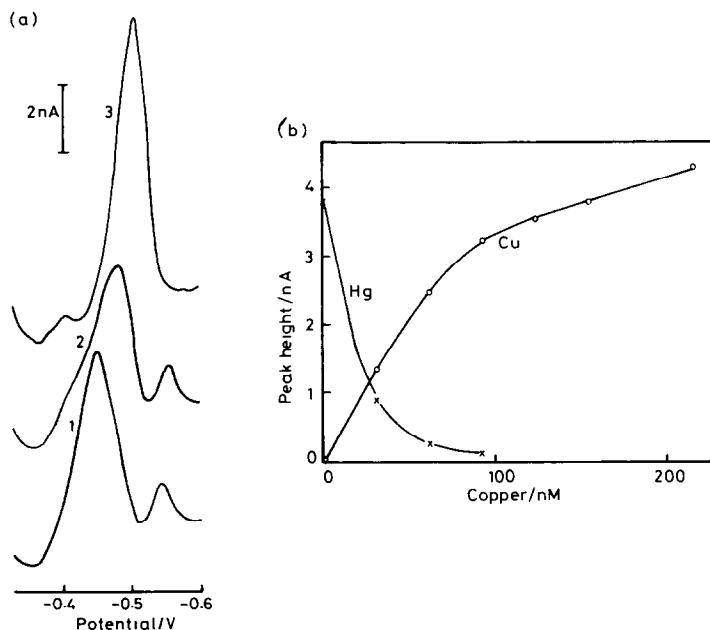 (a)
3
2nA
2
1
-0.4 -0.5 -0.6
Potential/V
(b)
4
3
2
1
0
Peak height/nA
Hg
Cu
0 100 200
Copper/nM